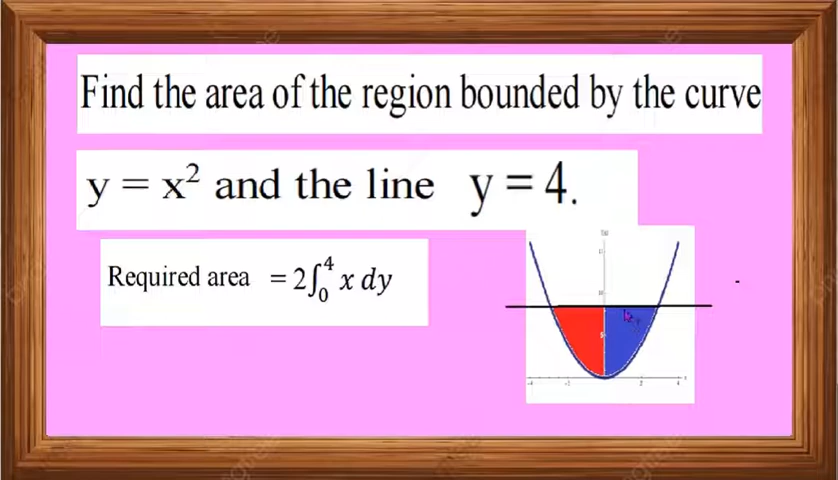 Find the area of the region bounded by the curve
y = x² and the line y = 4.
Required area = 2∫₀⁴ x dy